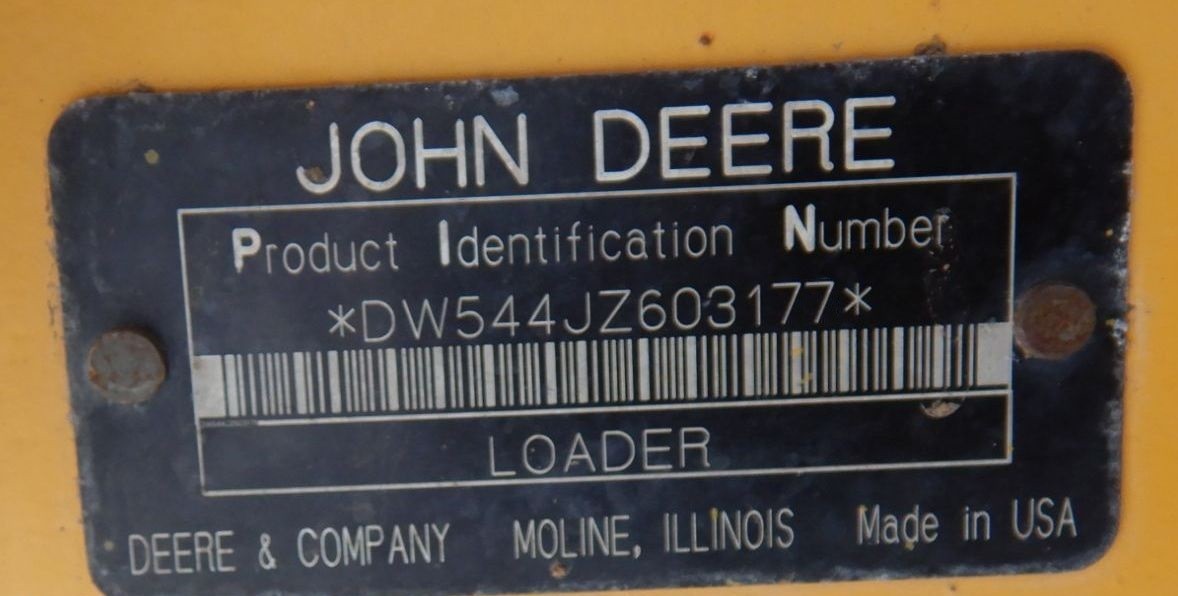 JOHN DEERE
Product Identification Number
*DW544JZ603177*
LOADER
DEERE & COMPANY MOLINE, ILLINOIS Made in USA